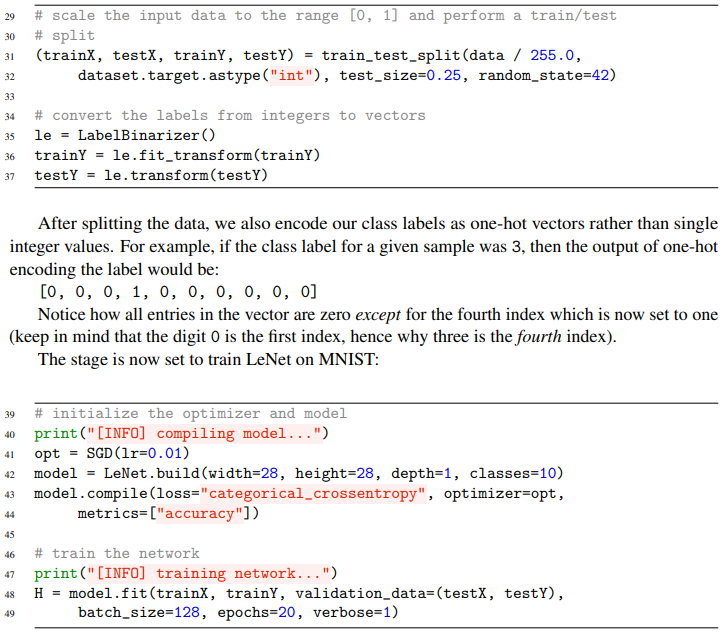 29 # scale the input data to the range [0, 1] and perform a train/test
30 # split
31 (trainX, testX, trainY, testY) = train_test_split(data / 255.0,
32     dataset.target.astype("int"), test_size=0.25, random_state=42)
33
34 # convert the labels from integers to vectors
35 le = LabelBinarizer()
36 trainY = le.fit_transform(trainY)
37 testY = le.transform(testY)
After splitting the data, we also encode our class labels as one-hot vectors rather than single
integer values. For example, if the class label for a given sample was 3, then the output of one-hot
encoding the label would be:
[0, 0, 0, 1, 0, 0, 0, 0, 0, 0]
Notice how all entries in the vector are zero except for the fourth index which is now set to one
(keep in mind that the digit 0 is the first index, hence why three is the fourth index).
The stage is now set to train LeNet on MNIST:
39 # initialize the optimizer and model
40 print("[INFO] compiling model...")
41 opt = SGD(lr=0.01)
42 model = LeNet.build(width=28, height=28, depth=1, classes=10)
43 model.compile(loss="categorical_crossentropy", optimizer=opt,
44     metrics=["accuracy"])
45
46 # train the network
47 print("[INFO] training network...")
48 H = model.fit(trainX, trainY, validation_data=(testX, testY),
49     batch_size=128, epochs=20, verbose=1)